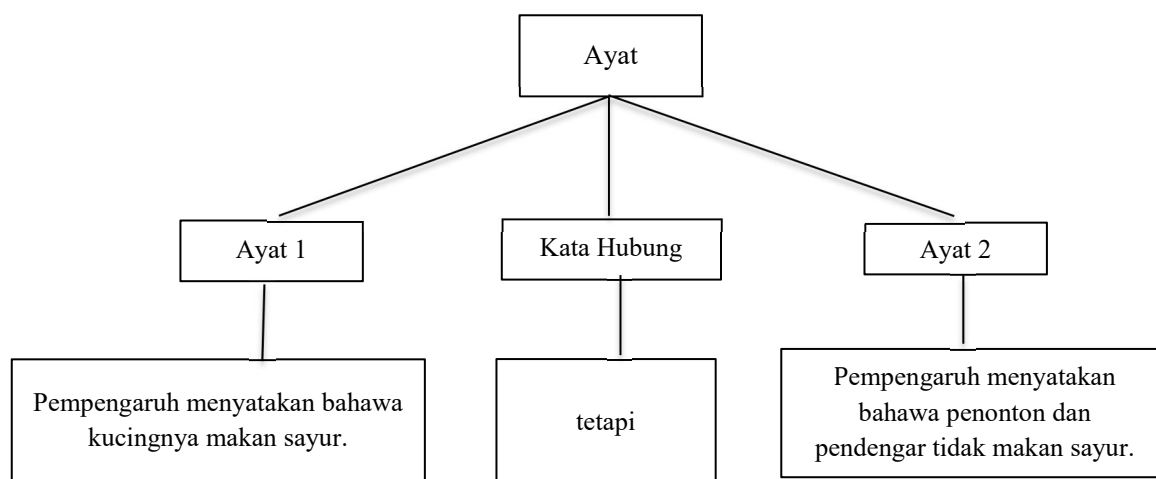 Ayat
Ayat 1
Kata Hubung
Ayat 2
Pempengaruh menyatakan bahawa
kucingnya makan sayur.
tetapi
Pempengaruh menyatakan
bahawa penonton dan
pendengar tidak makan sayur.